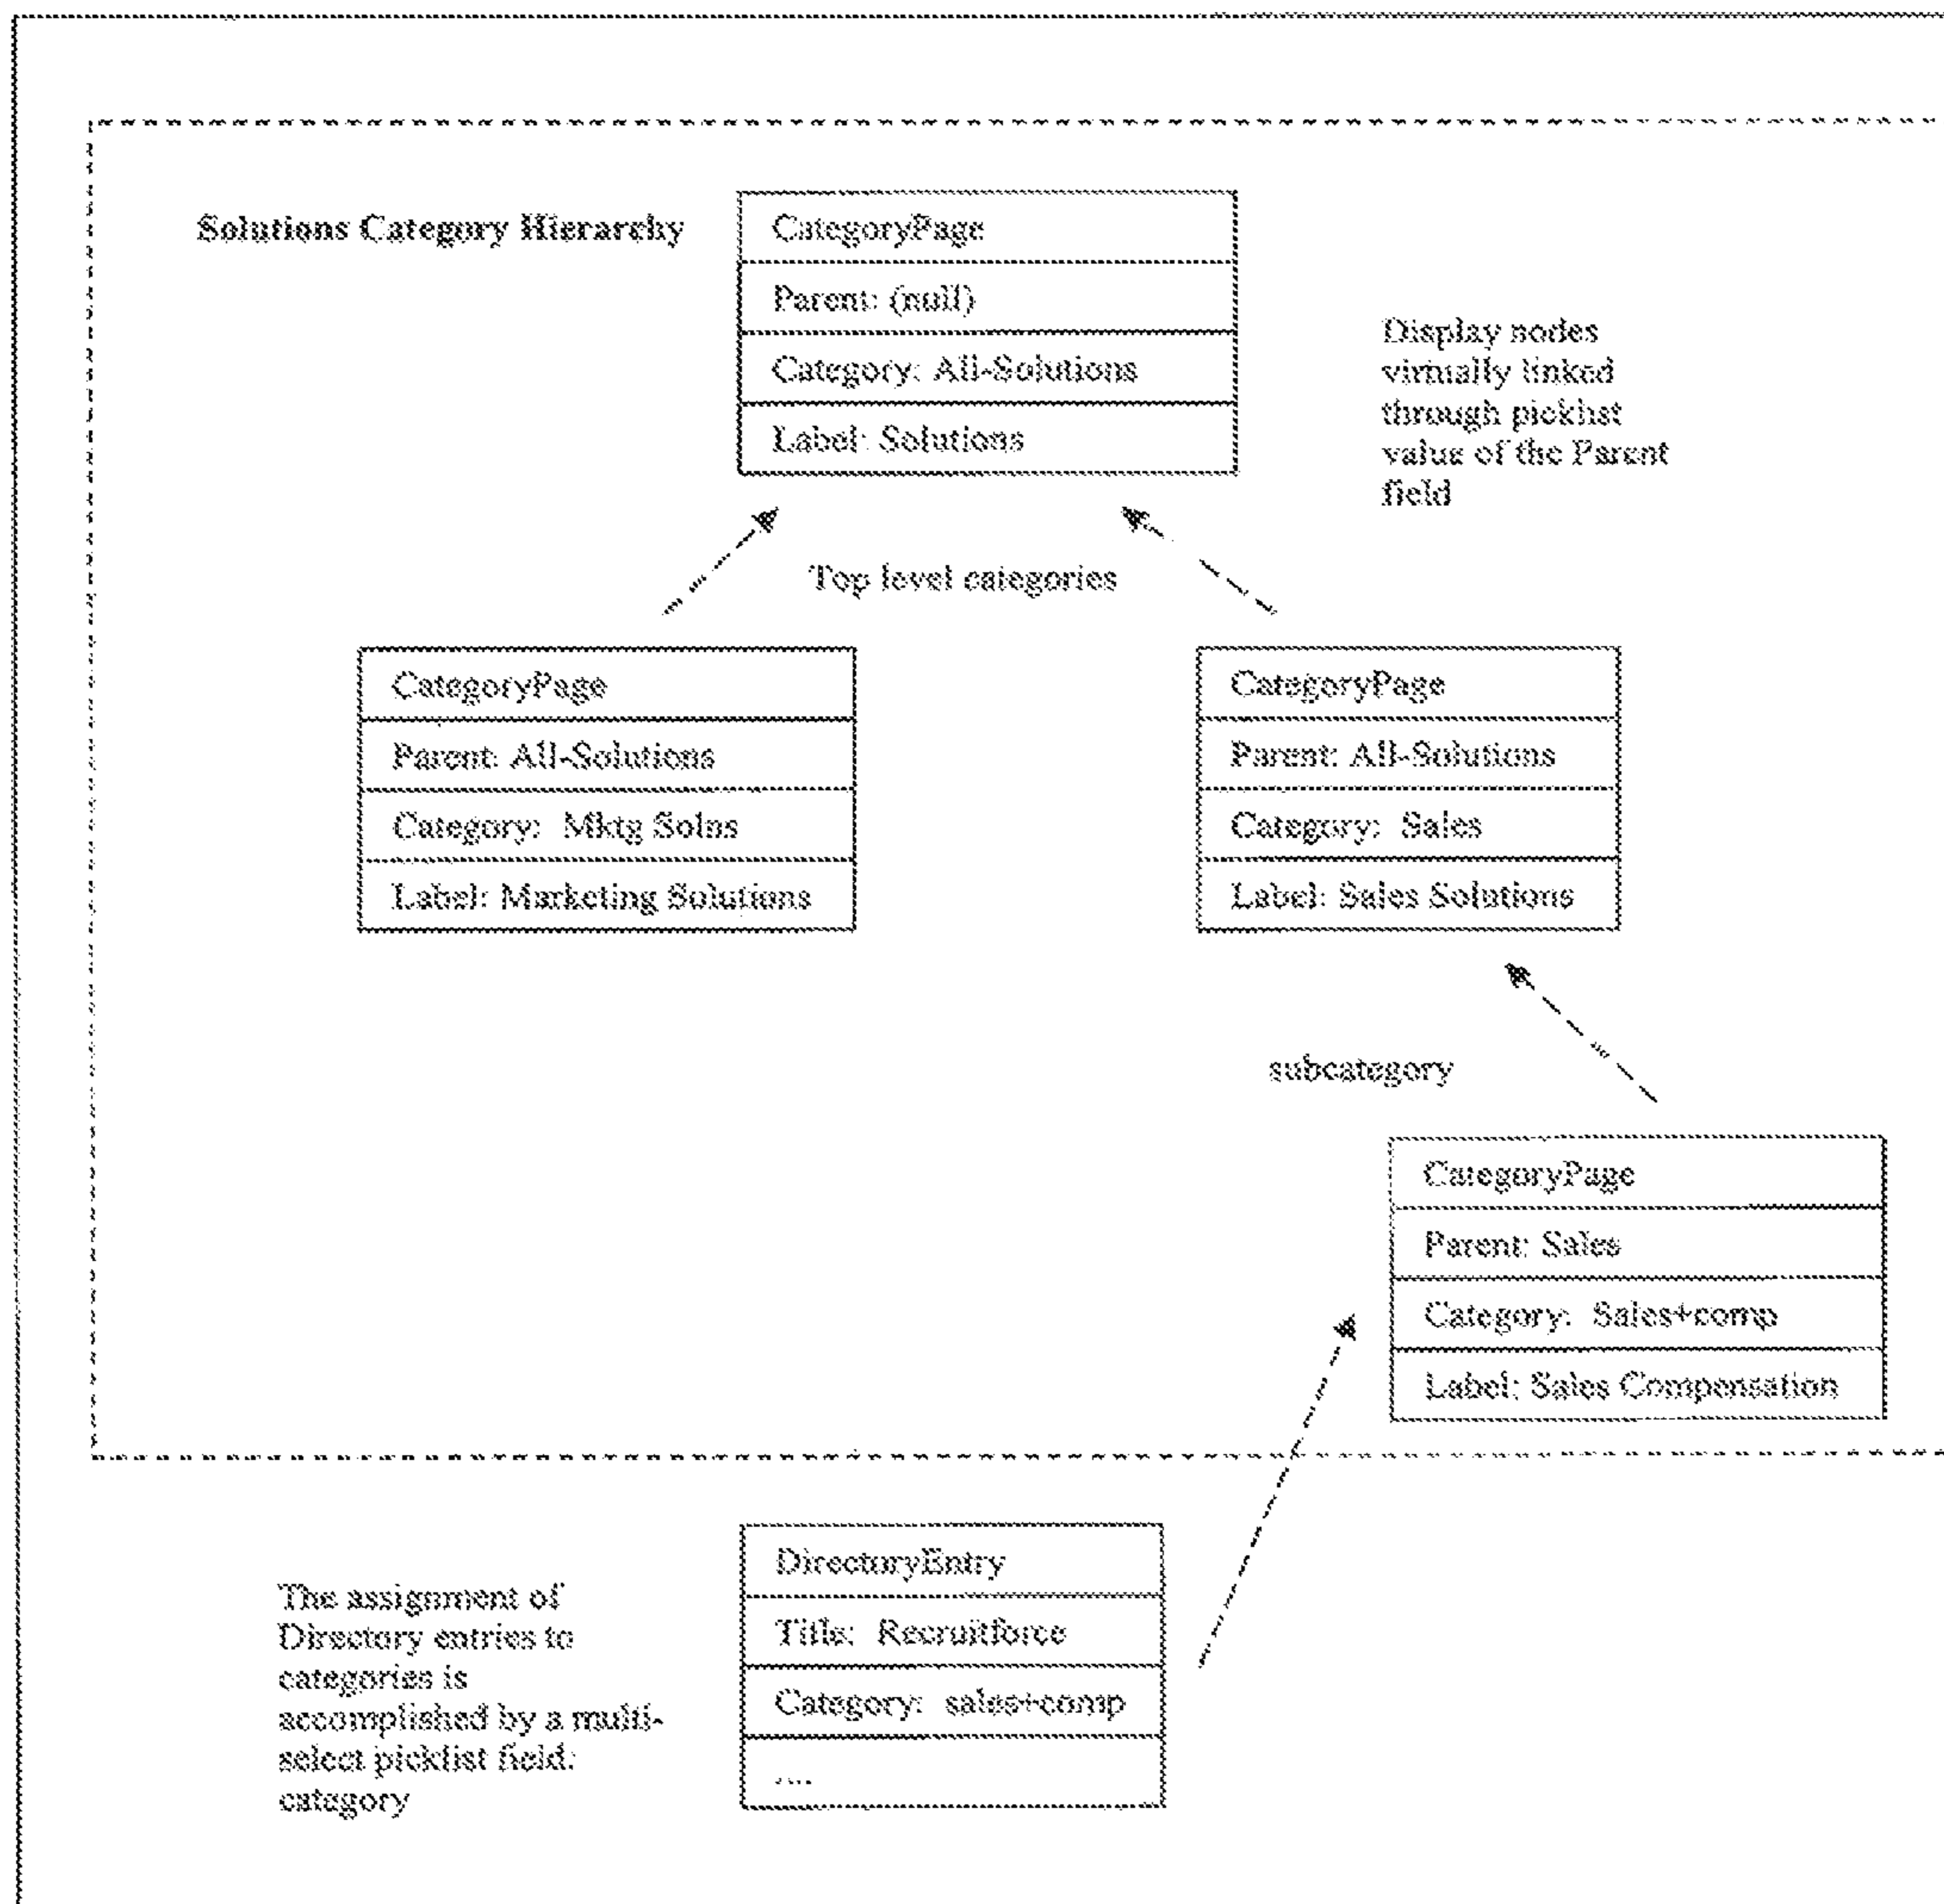 Solutions Category Hierarchy
CategoryPage
Parent: (null)
Category: All-Solutions
Label: Solutions
Display nodes
virtually linked
through picklist
value of the Parent
field
Top level categories
CategoryPage
Parent: All-Solutions
Category: Mktg Solns
Label: Marketing Solutions
CategoryPage
Parent: All-Solutions
Category: Sales
Label: Sales Solutions
subcategory
CategoryPage
Parent: Sales
Category: Sales+comp
Label: Sales Compensation
DirectoryEntry
Title: Recruitforce
Category: sales+comp
....
The assignment of
Directory entries to
categories is
accomplished by a multi-
select picklist field:
category